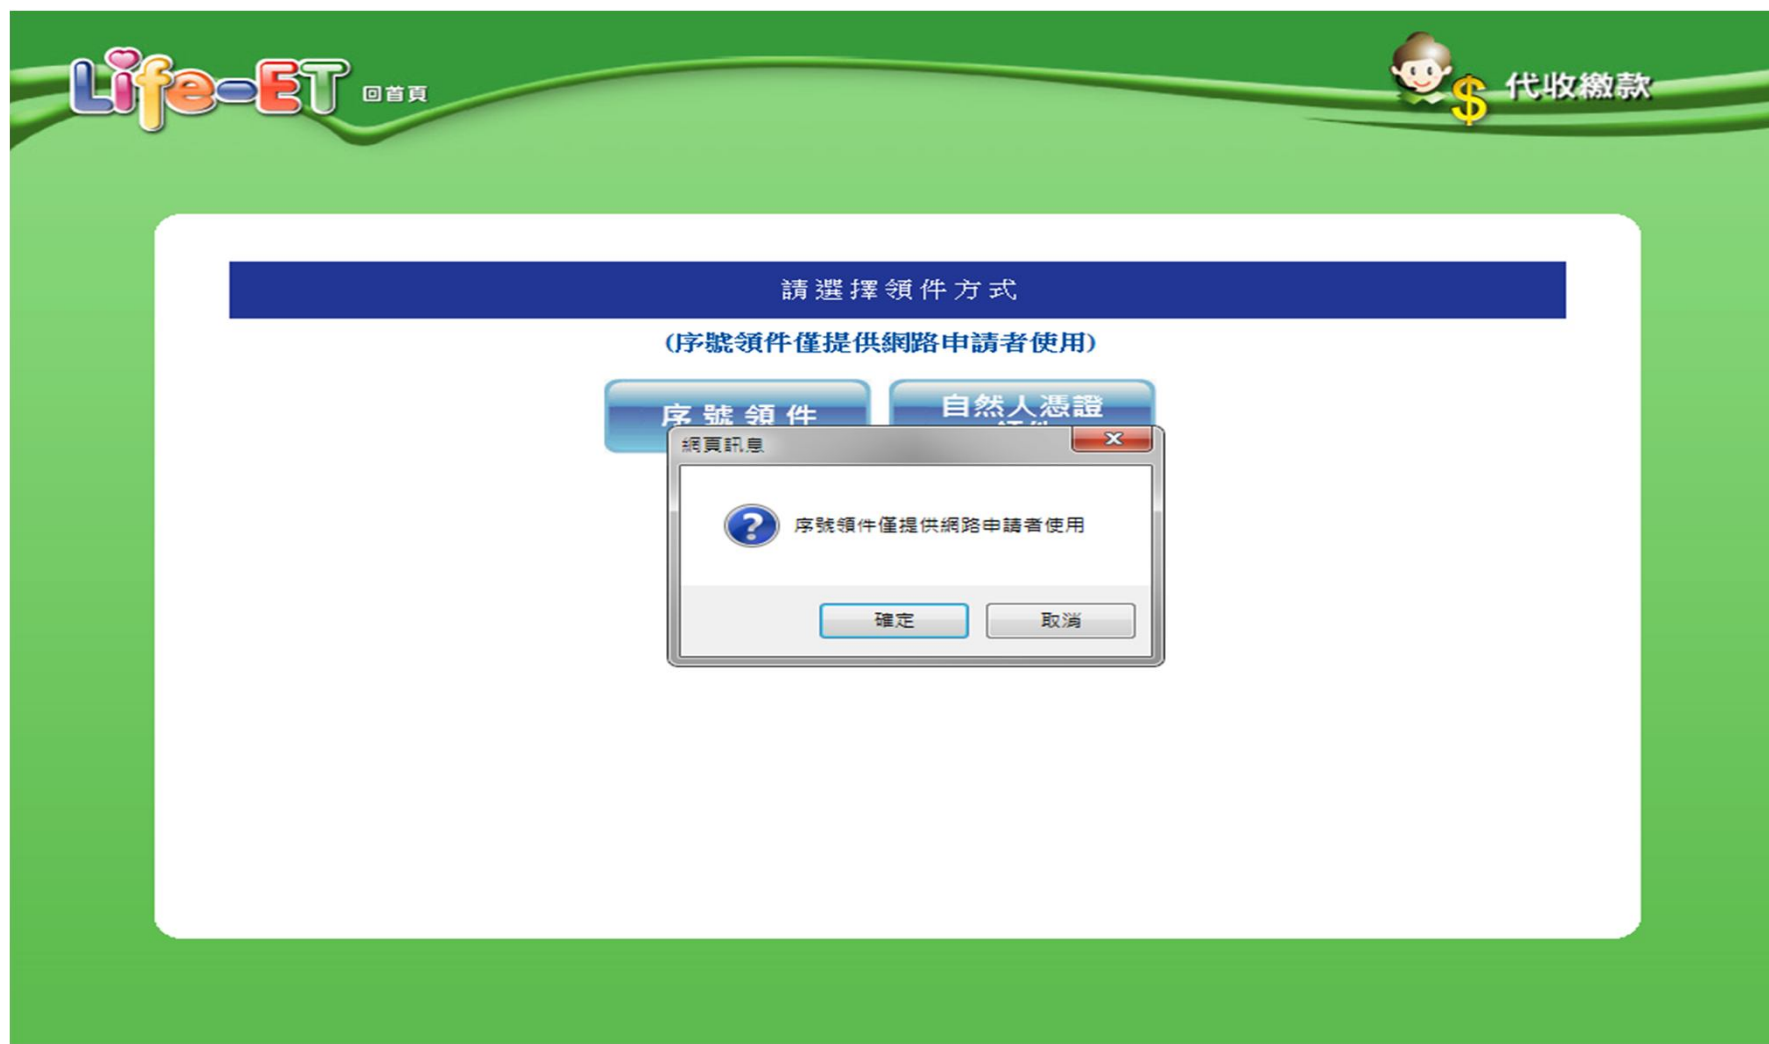 Life-ET 回首頁
代收繳款
請選擇領件方式
(序號領件僅提供網路申請者使用)
序號領件
自然人憑證
網頁訊息
序號領件僅提供網路申請者使用
確定
取消